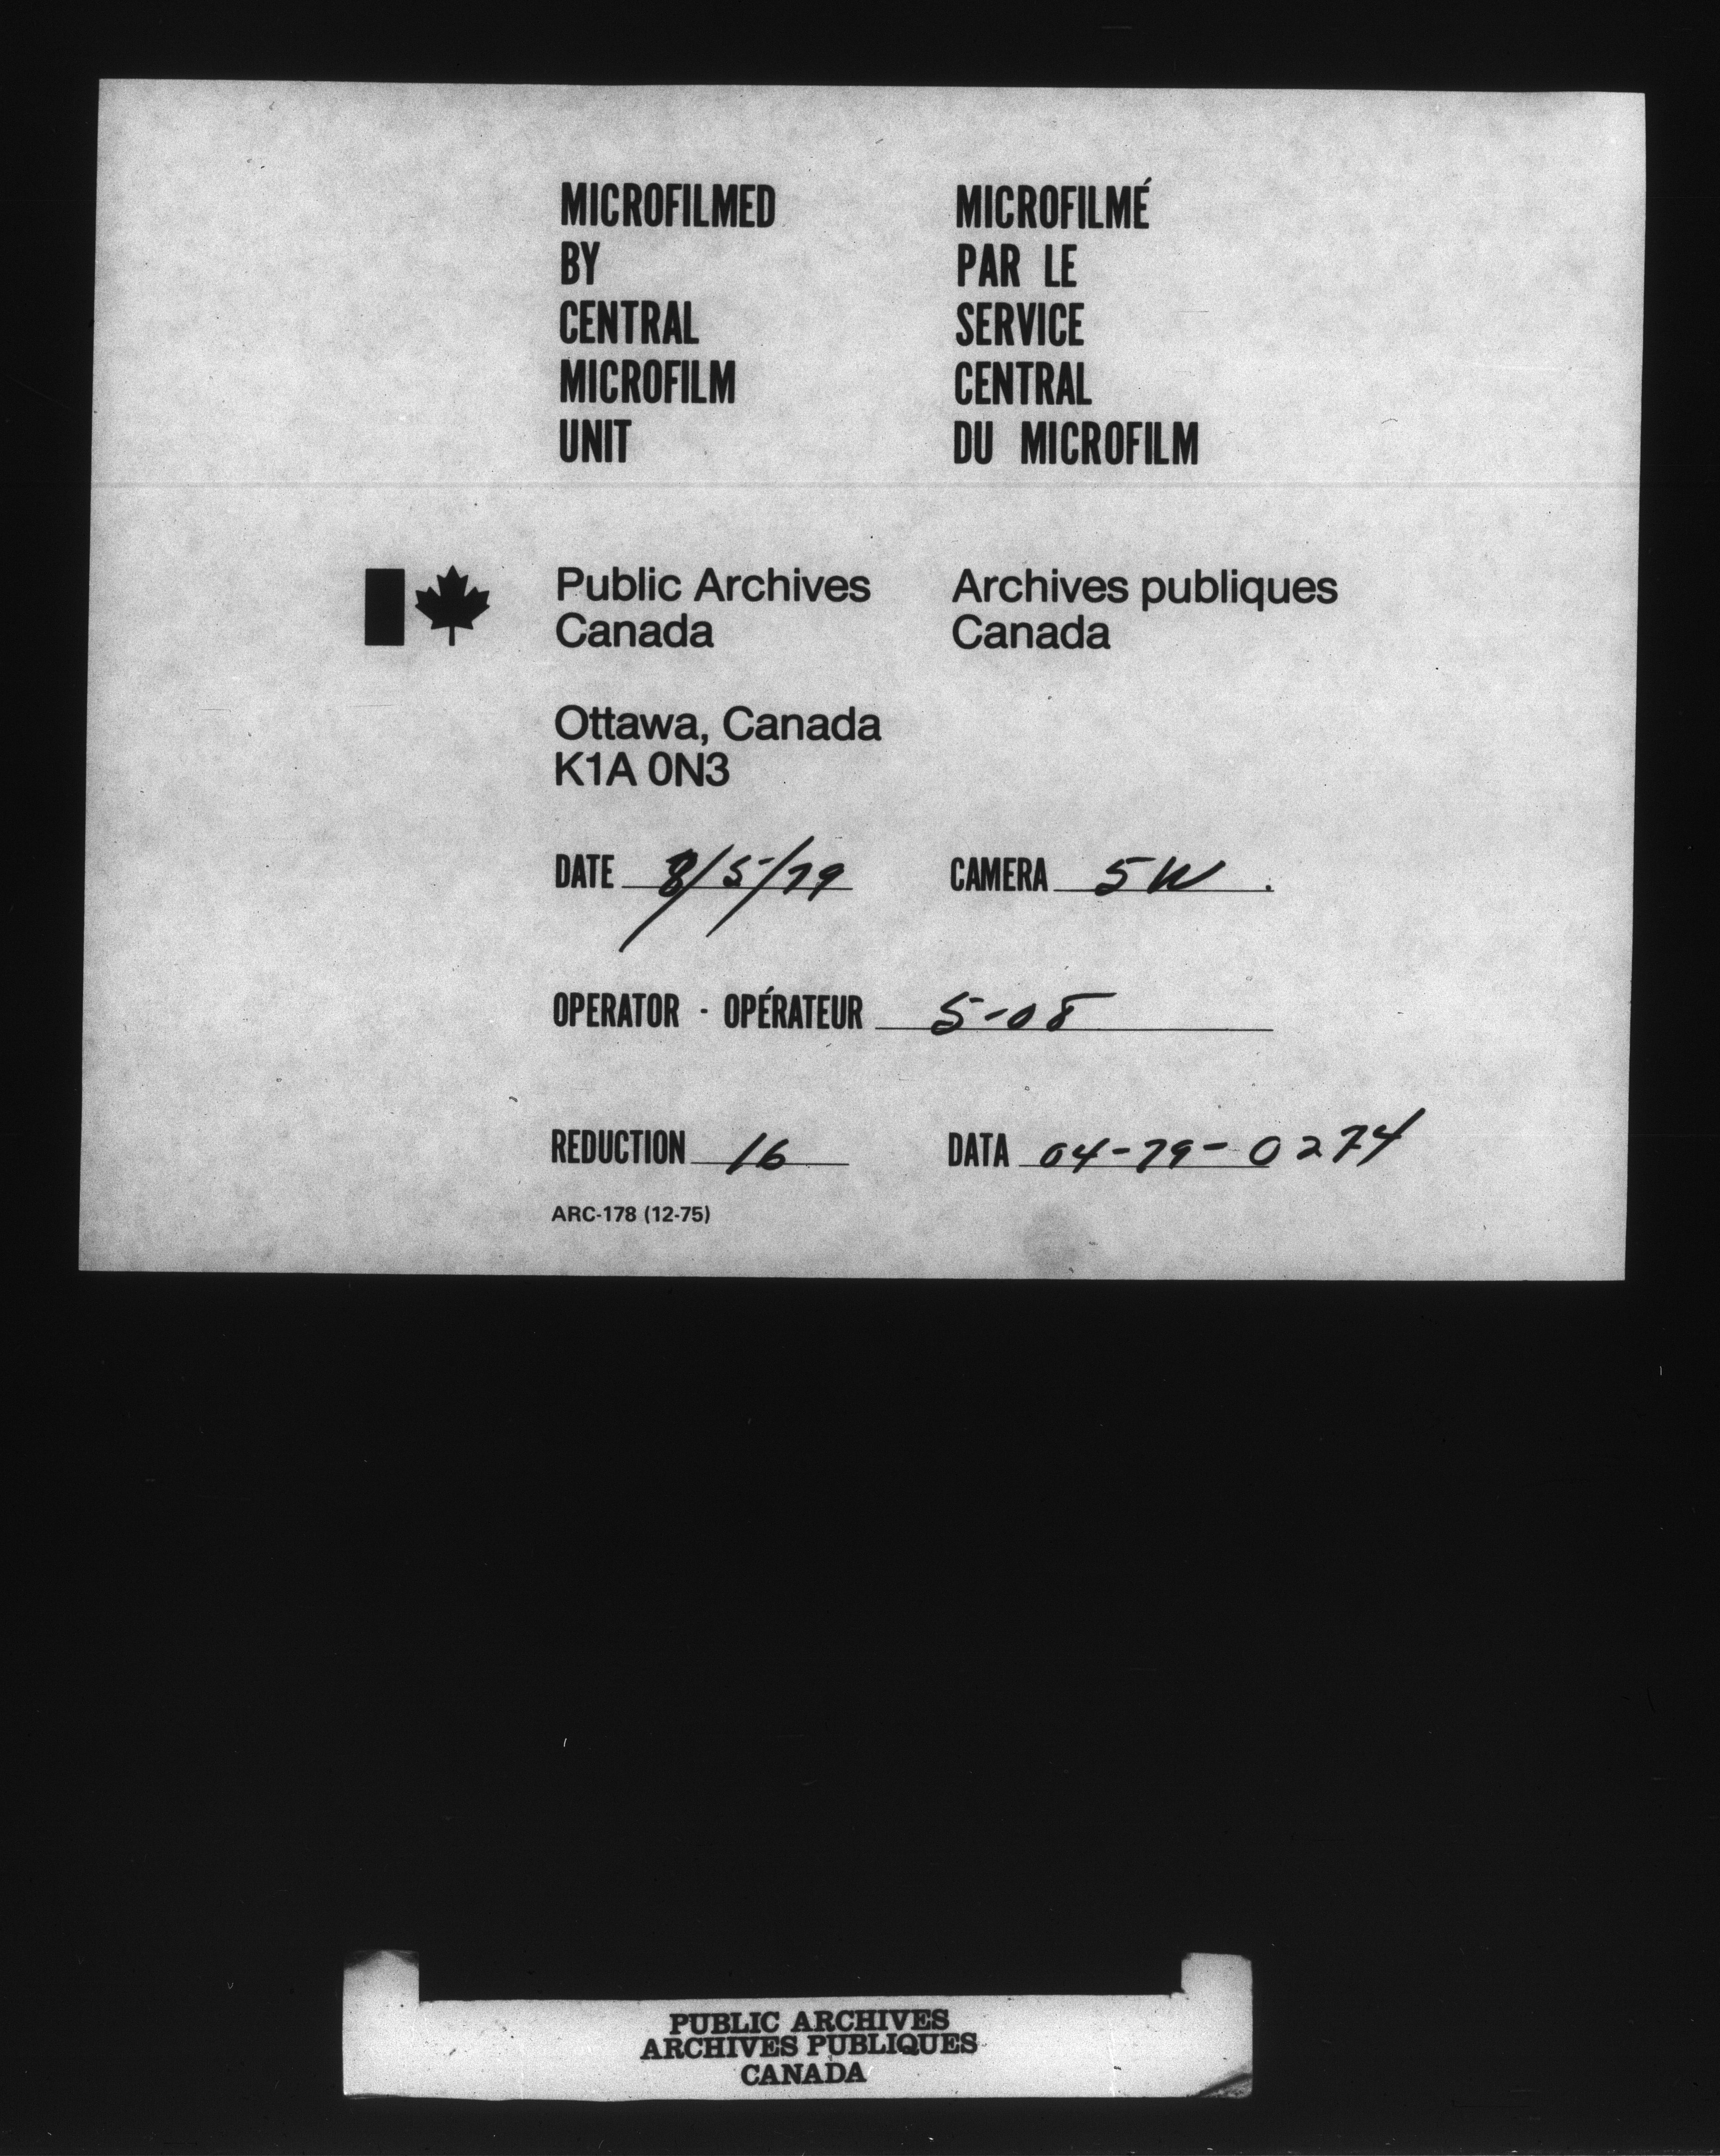 MICROFILMED
BY
CENTRAL
MICROFILM
UNIT
MICROFILMÉ
PAR LE
SERVICE
CENTRAL
DU MICROFILM
Public Archives
Canada
Archives publiques
Canada
Ottawa, Canada
K1A 0N3
DATE 8/5/79
CAMERA 5W.
OPERATOR - OPÉRATEUR 5-08
REDUCTION 16
DATA 04-79-0274
ARC-178 (12-75)
PUBLIC ARCHIVES
ARCHIVES PUBLIQUES
CANADA